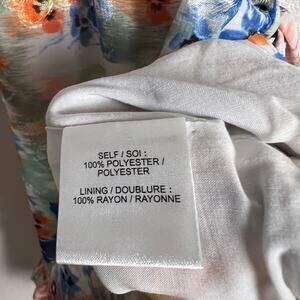 SELF / SOI :
100% POLYESTER /
POLYESTER
LINING / DOUBLURE :
100% RAYON / RAYONNE